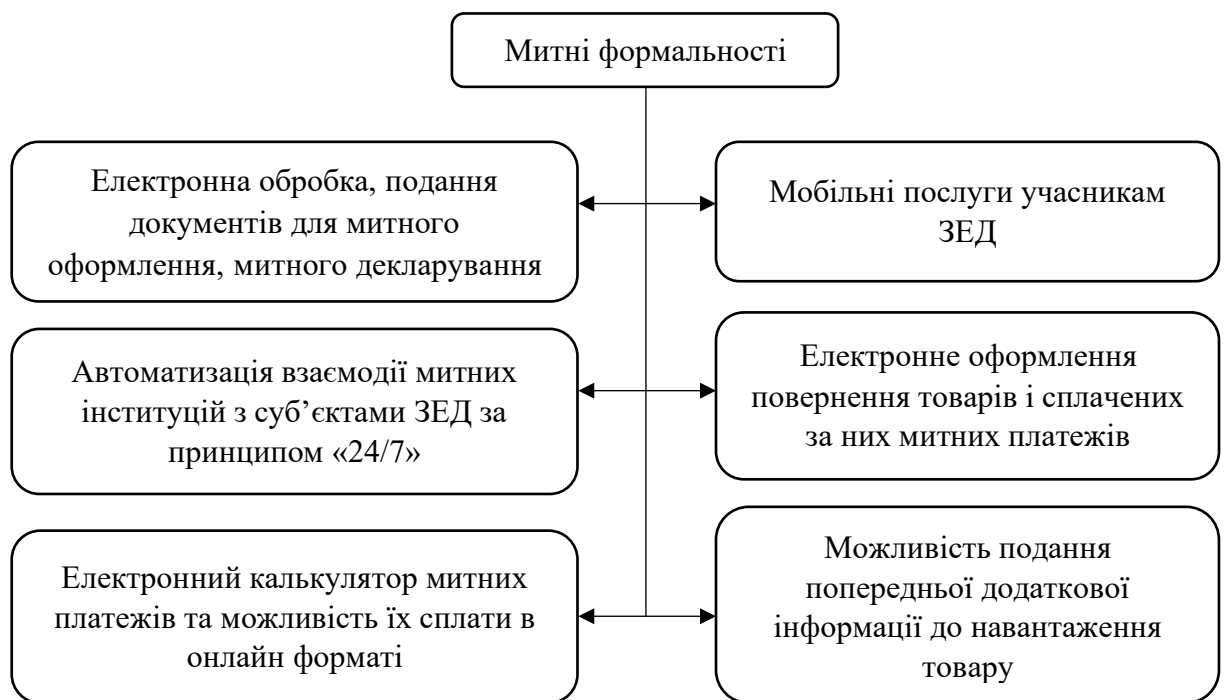 Митні формальності
Електронна обробка, подання
документів для митного
оформлення, митного декларування
Мобільні послуги учасникам
ЗЕД
Автоматизація взаємодії митних
інституцій з суб’єктами ЗЕД за
принципом «24/7»
Електронне оформлення
повернення товарів і сплачених
за них митних платежів
Електронний калькулятор митних
платежів та можливість їх сплати в
онлайн форматі
Можливість подання
попередньої додаткової
інформації до навантаження
товару